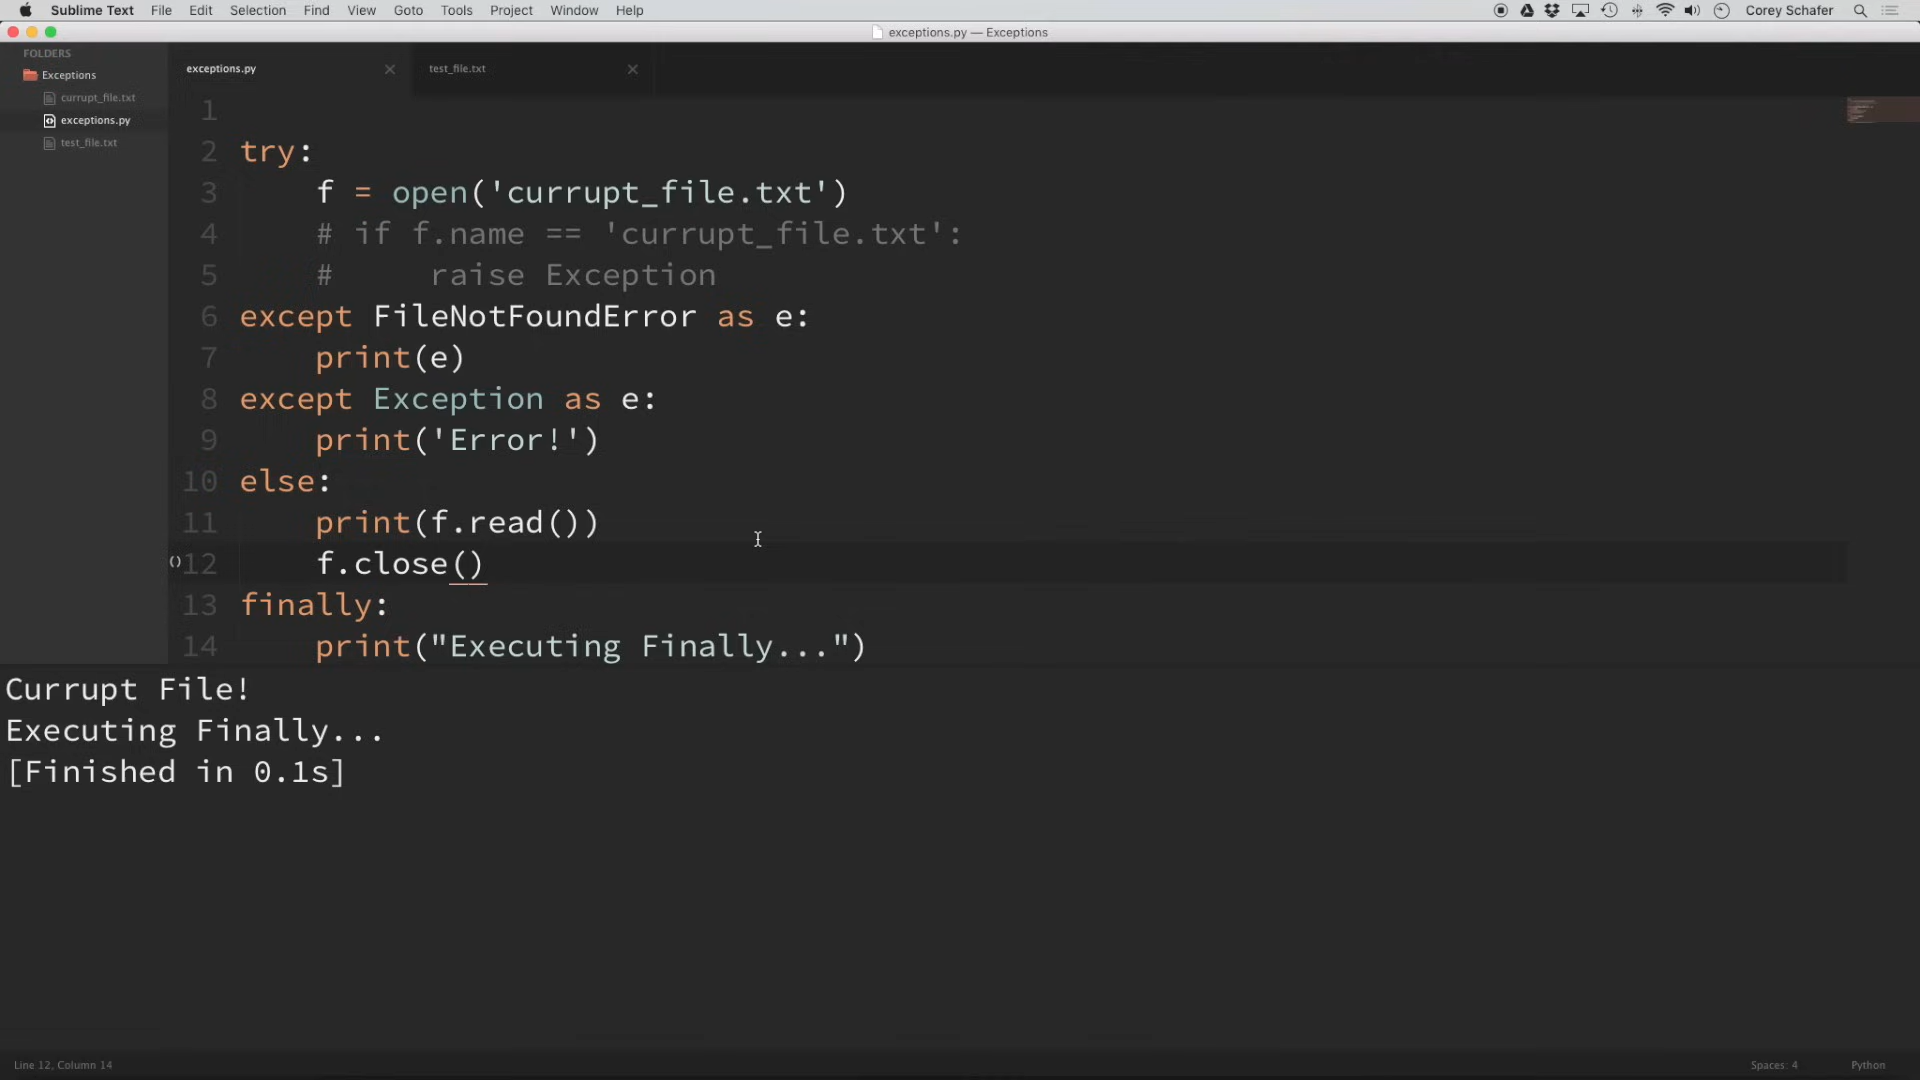 Sublime Text File Edit Selection Find View Goto Tools Project Window Help Corey Schafer
exceptions.py — Exceptions
FOLDERS
Exceptions
currupt_file.txt
exceptions.py
test_file.txt
exceptions.py test_file.txt
1
2 try:
3 f = open('currupt_file.txt')
4 # if f.name == 'currupt_file.txt':
5 # raise Exception
6 except FileNotFoundError as e:
7 print(e)
8 except Exception as e:
9 print('Error!')
10 else:
11 print(f.read())
() 12 f.close()
13 finally:
14 print("Executing Finally...")
Currupt File!
Executing Finally...
[Finished in 0.1s]
Line 12, Column 14 Spaces: 4 Python